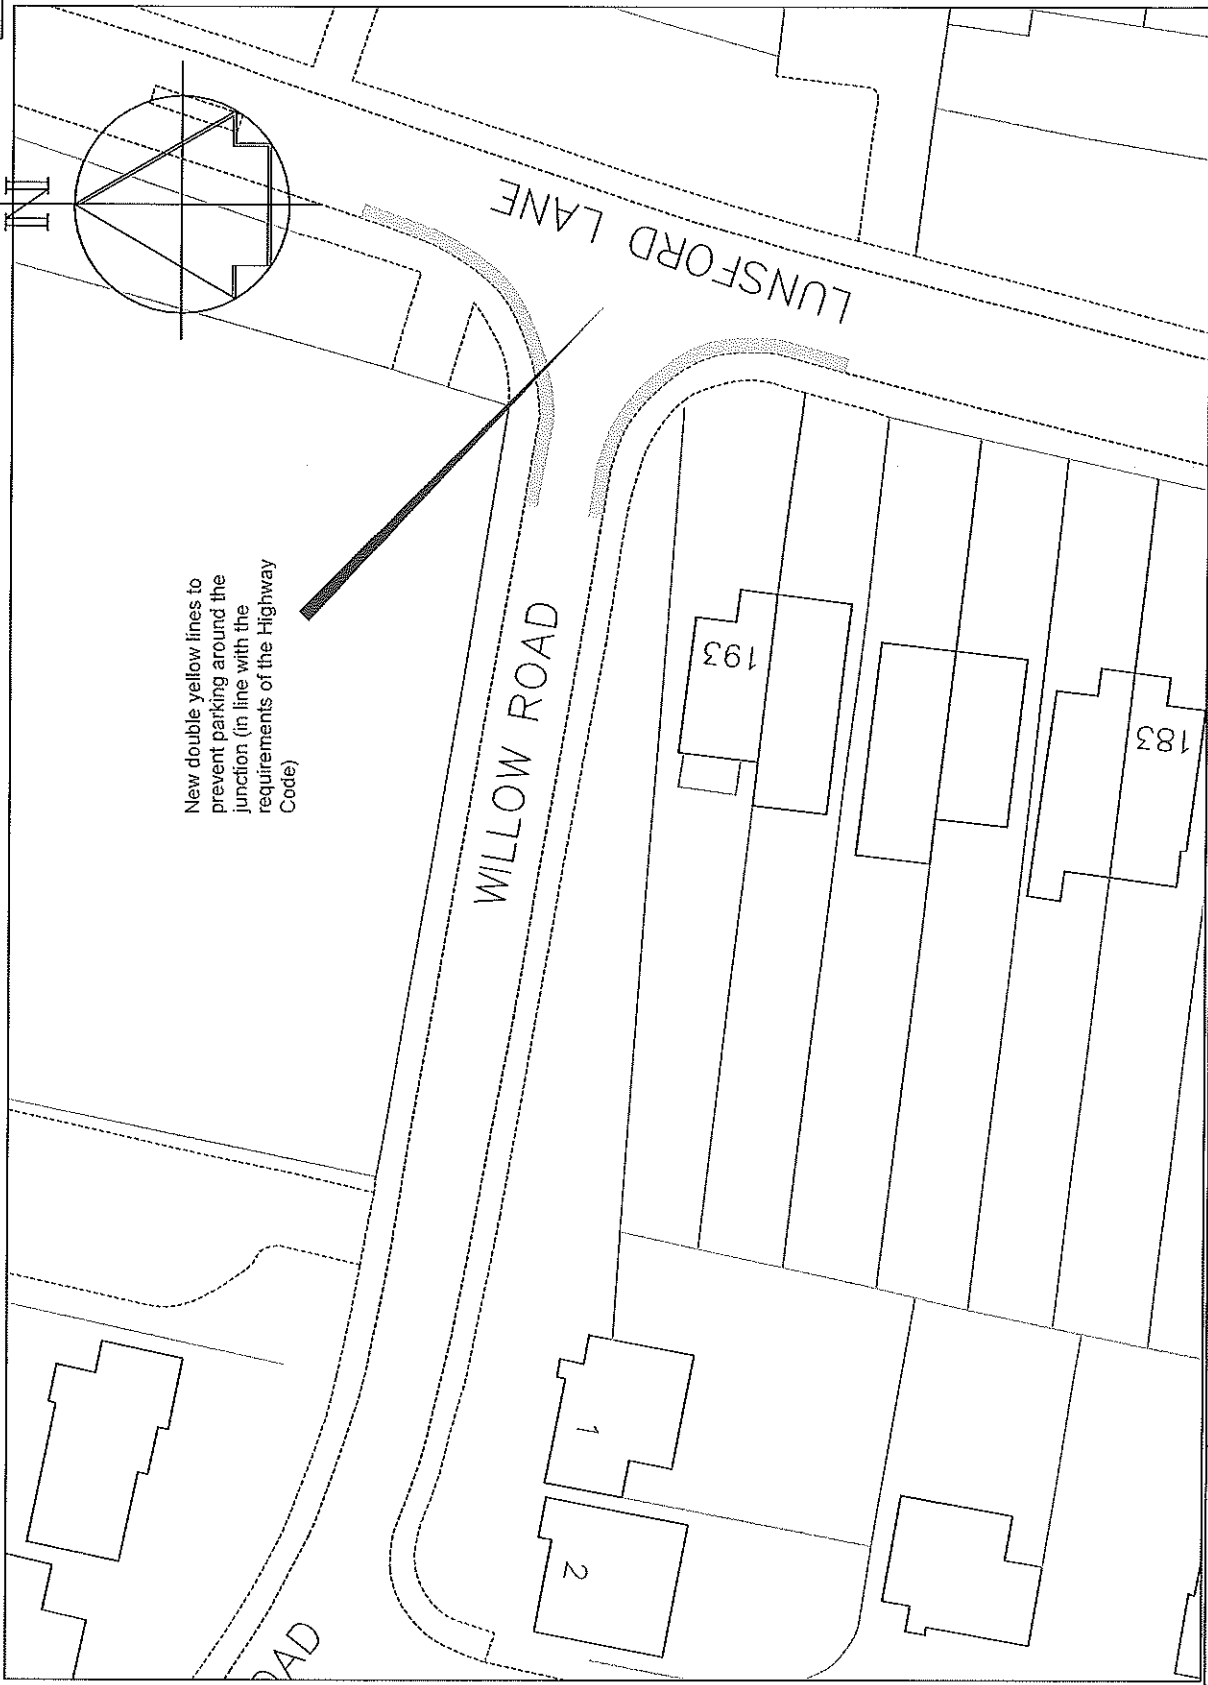 N
LUNSFORD LANE
New double yellow lines to
prevent parking around the
junction (in line with the
requirements of the Highway
Code)
WILLOW ROAD
193
183
1
2
OAD